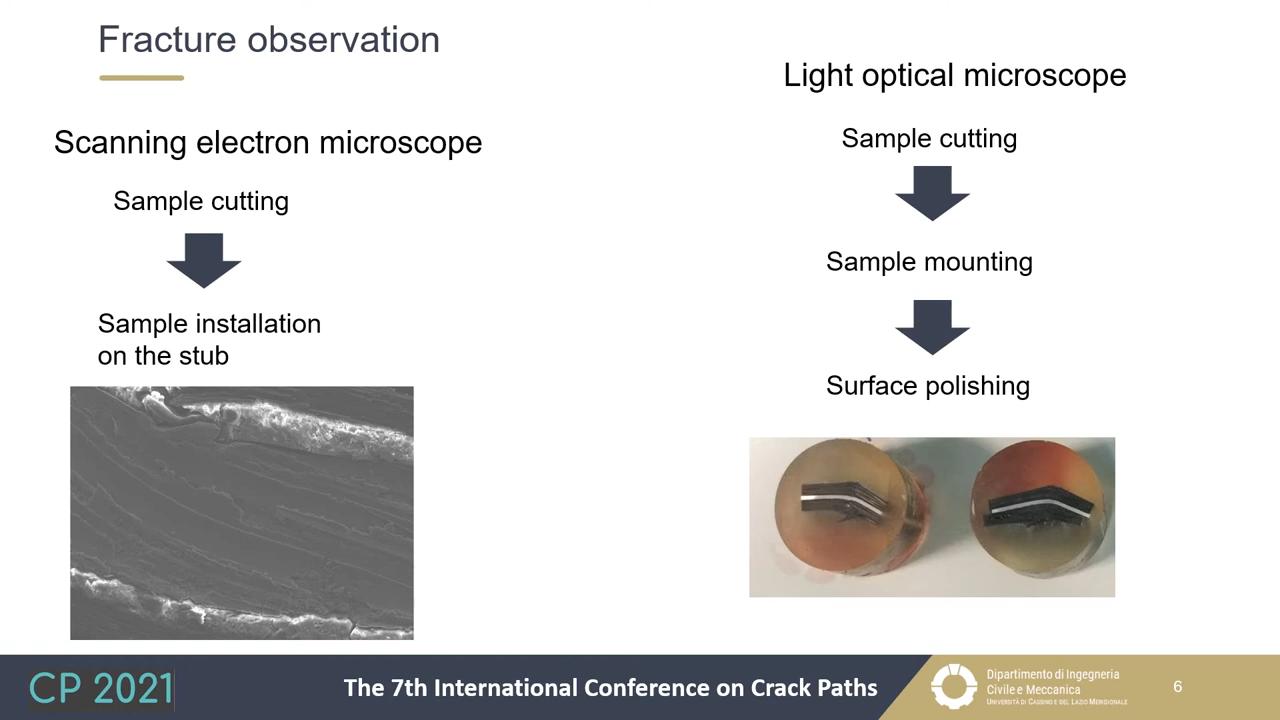 Fracture observation
Scanning electron microscope
Sample cutting
Sample installation
on the stub
Light optical microscope
Sample cutting
Sample mounting
Surface polishing
CP 2021
The 7th International Conference on Crack Paths
Dipartimento di Ingegneria
Civile e Meccanica
Università di Cassino e del Lazio Meridionale
6